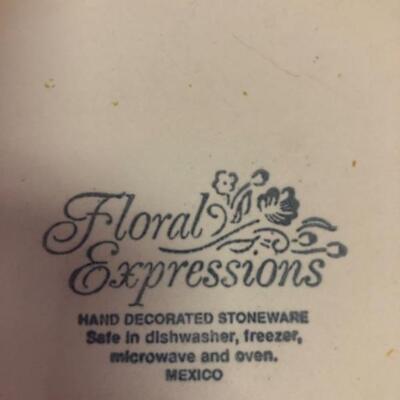 Floral
Expressions
HAND DECORATED STONEWARE
Safe in dishwasher, freezer,
microwave and oven.
MEXICO